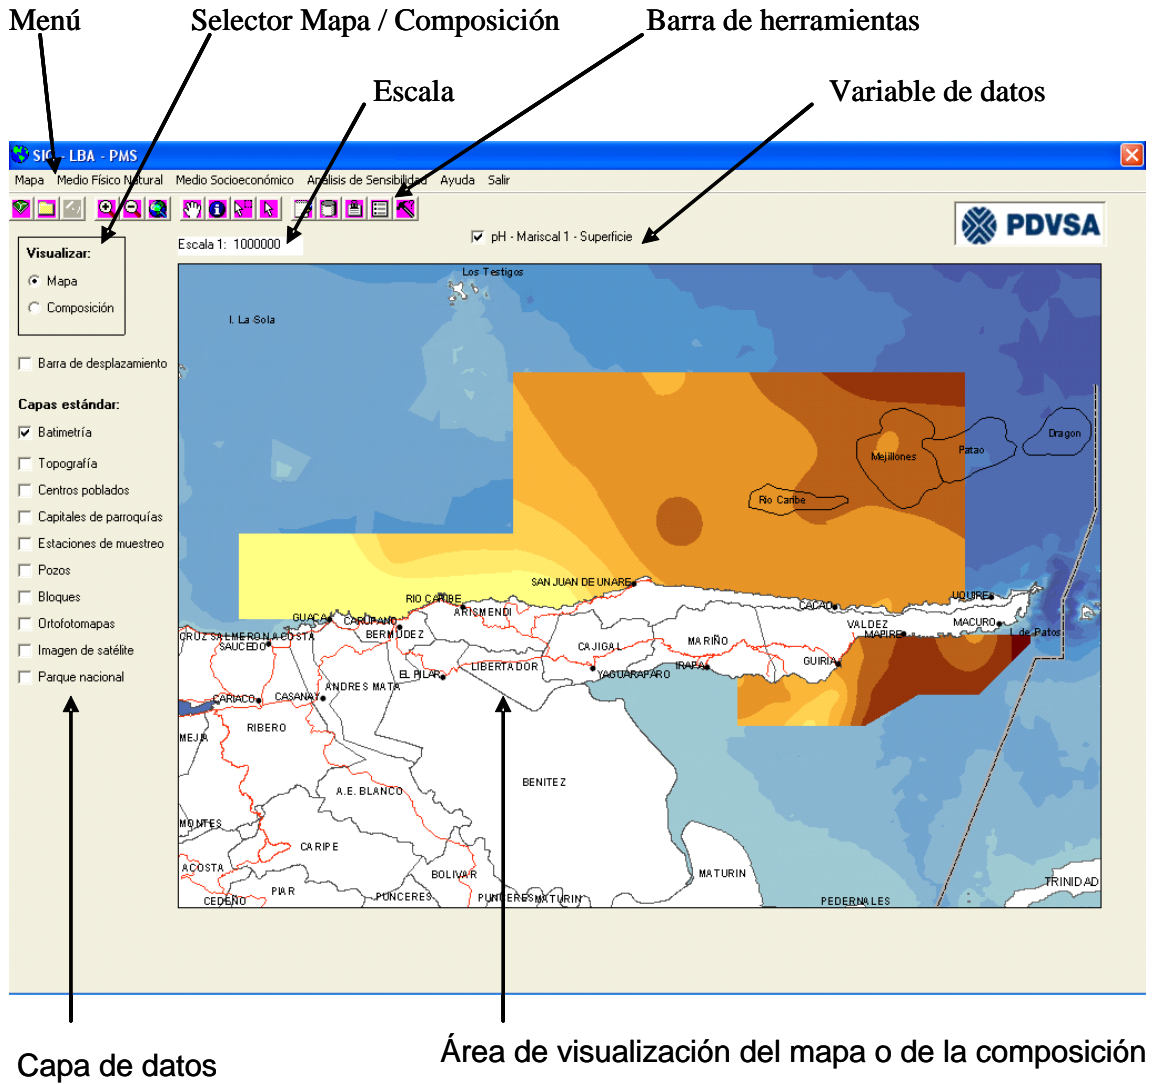 Menú
Selector Mapa / Composición
Barra de herramientas
Escala
Variable de datos
SIG - LBA - PMS
Mapa Medio Físico Natural Medio Socioeconómico Análisis de Sensibilidad Ayuda Salir
PDVSA
Escala 1: 1000000
pH - Mariscal 1 - Superficie
Visualizar:
Mapa
Composición
Barra de desplazamiento
Capas estándar:
Batimetría
Topografía
Centros poblados
Capitales de parroquías
Estaciones de muestreo
Pozos
Bloques
Ortofotomapas
Imagen de satélite
Parque nacional
Los Testigos
I. La Sola
Dragon
Patao
Mejillones
Rio Caribe
SAN JUAN DE UNARE
UQUIRE
RIO CARIBE
CACAO
ARISMENDI
GUACA
CARUPANO
VALDEZ
MACURO
BERMUDEZ
MAPIRE
I. de Patos
CRUZ SALMERON ACOSTA
SAUCEDO
MARIÑO
CAJIGAL
GUIRIA
LIBERTADOR
IRAPA
EL PILAR
YAGUARAPARO
ANDRES MATA
CARIACO
CASANAY
RIBERO
MEJIA
BENITEZ
A.E. BLANCO
MONTES
CARIPE
ACOSTA
BOLIVAR
MATURIN
TRINIDAD
PIAR
CEDEÑO
PUNCERES
PUNCERES
MATURIN
PEDERNALES
Capa de datos
Área de visualización del mapa o de la composición